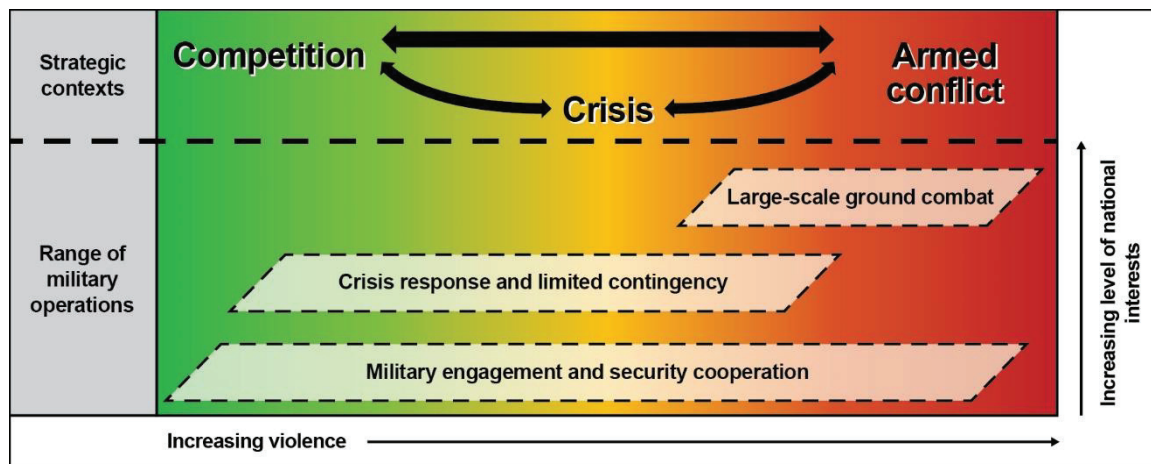 Strategic
contexts
Competition
Crisis
Armed
conflict
Range of
military
operations
Large-scale ground combat
Crisis response and limited contingency
Military engagement and security cooperation
Increasing level of national
interests
Increasing violence